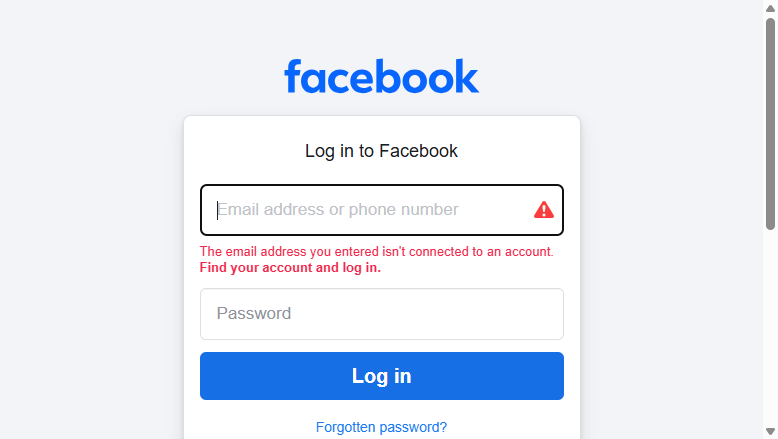 facebook
Log in to Facebook
Email address or phone number
The email address you entered isn't connected to an account.
Find your account and log in.
Password
Log in
Forgotten password?